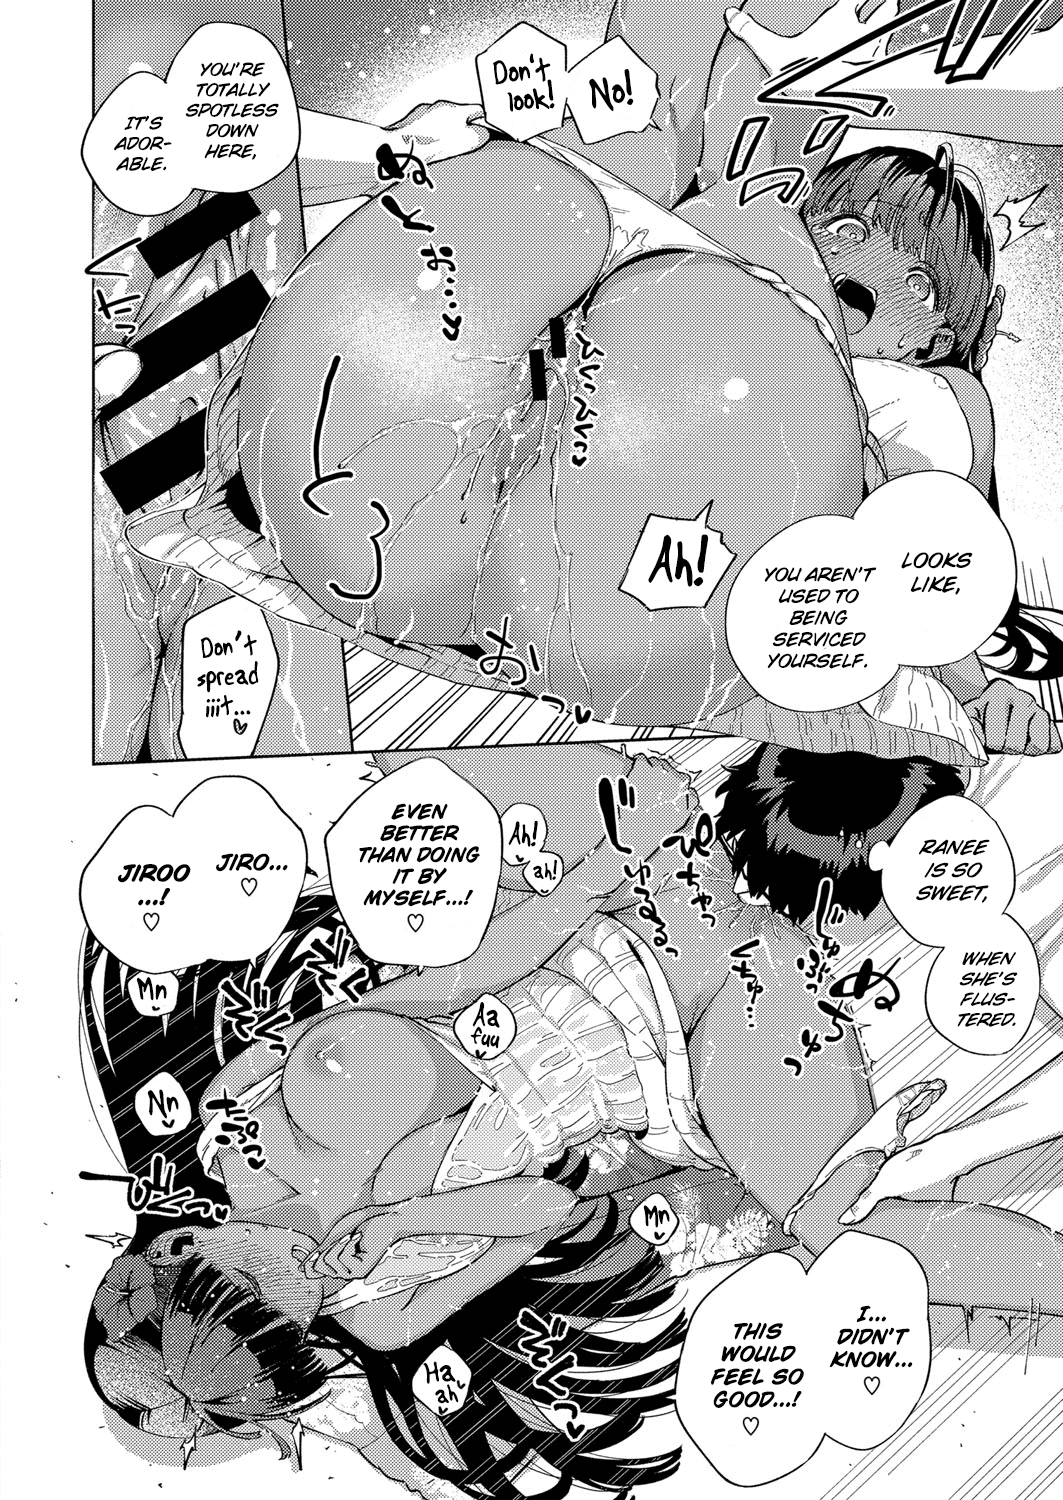 No!
Don't
look!
YOU'RE
TOTALLY
SPOTLESS
DOWN
HERE,
IT'S
ADOR-
ABLE.
Ah!
LOOKS
LIKE,
YOU AREN'T
USED TO
BEING
SERVICED
YOURSELF.
Don't
spread
iiit...
RANEE
IS SO
SWEET,
WHEN
SHE'S
FLUS-
TERED.
EVEN
BETTER
THAN DOING
IT BY
MYSELF...!
♡
Ah!
ah!
JIRO...
♡
JIROO
...!
♡
Mn
Aa
fuu
Nn
Mn
Ha
ah
I...
DIDN'T
KNOW...
♡
THIS
WOULD
FEEL SO
GOOD...!
♡